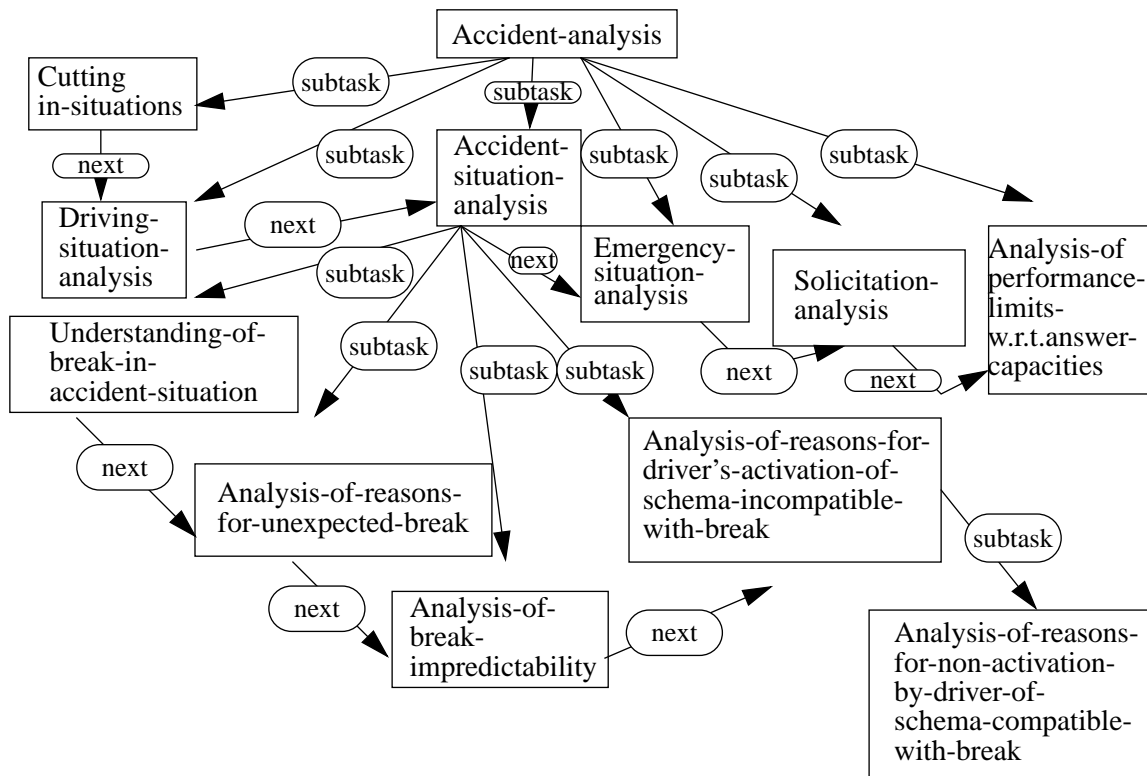 Accident-analysis
Cutting
in-situations
subtask
subtask
next
subtask
Accident-
situation-
analysis
subtask
subtask
subtask
Driving-
situation-
analysis
next
subtask
next
Emergency-
situation-
analysis
Solicitation-
analysis
Analysis-of
performance-
limits-
w.r.t.answer-
capacities
Understanding-of-
break-in-
accident-situation
subtask
subtask
subtask
next
next
next
Analysis-of-reasons-
for-unexpected-break
Analysis-of-reasons-for-
driver's-activation-of-
schema-incompatible-
with-break
subtask
next
Analysis-of-
break-
impredictability
next
Analysis-of-reasons-
for-non-activation-
by-driver-of-
schema-compatible-
with-break